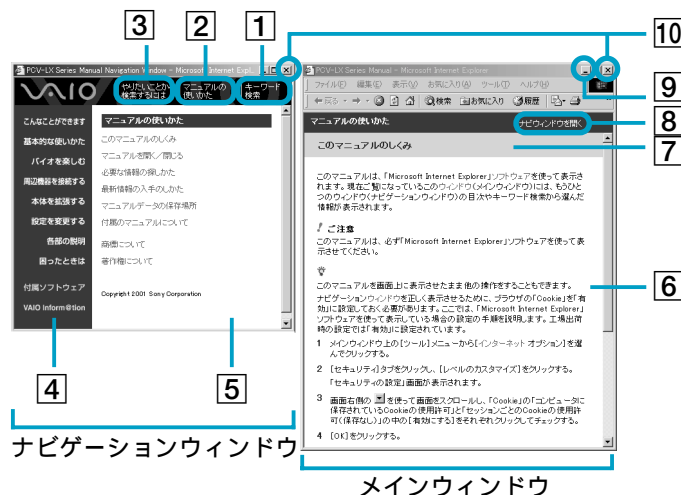 3
2
1
10
PCV-LX Series Manual Navigation Window - Microsoft Internet Expl...
PCV-LX Series Manual - Microsoft Internet Explorer
VAIO
やりたいことから
検索するには
マニュアルの
使いかた
キーワード
検索
ファイル(F) 編集(E) 表示(V) お気に入り(A) ツール(T) ヘルプ(H)
戻る
検索
お気に入り
履歴
9
8
7
こんなことができます
基本的な使いかた
バイオを楽しむ
周辺機器を接続する
本体を拡張する
設定を変更する
各部の説明
困ったときは
付属ソフトウェア
VAIO Inform@tion
マニュアルの使いかた
このマニュアルのしくみ
マニュアルを開く/閉じる
必要な情報の探しかた
最新情報の入手のしかた
マニュアルデータの保存場所
付属のマニュアルについて
商標について
著作権について
Copyright 2001 Sony Corporation
4
5
ナビゲーションウィンドウ
マニュアルの使いかた
ナビウィンドウを開く
このマニュアルのしくみ
このマニュアルは、「Microsoft Internet Explorer」ソフトウェアを使って表示さ
れます。現在ご覧になっているこのウィンドウ(メインウィンドウ)には、もうひと
つのウィンドウ(ナビゲーションウィンドウ)の目次やキーワード検索から選んだ
情報が表示されます。
ご注意
このマニュアルは、必ず「Microsoft Internet Explorer」ソフトウェアを使って表
示させてください。
このマニュアルを画面上に表示させたまま他の操作をすることもできます。
ナビゲーションウィンドウを正しく表示させるために、ブラウザの「Cookie」を「有
効」に設定しておく必要があります。ここでは、「Microsoft Internet Explorer」
ソフトウェアを使って表示している場合の設定の手順を説明します。工場出荷
時の設定では「有効」に設定されています。
1 メインウィンドウ上の[ツール]メニューから[インターネット オプション]を選
んでクリックする。
2 [セキュリティ]タブをクリックし、[レベルのカスタマイズ]をクリックする。
「セキュリティの設定」画面が表示されます。
3 画面右側の を使って画面をスクロールし、「Cookie」の「コンピュータに
保存されているCookieの使用許可」と「セッションごとのCookieの使用許
可(保存なし)」の中の[有効にする]をそれぞれクリックしてチェックする。
4 [OK]をクリックする。
6
メインウィンドウ